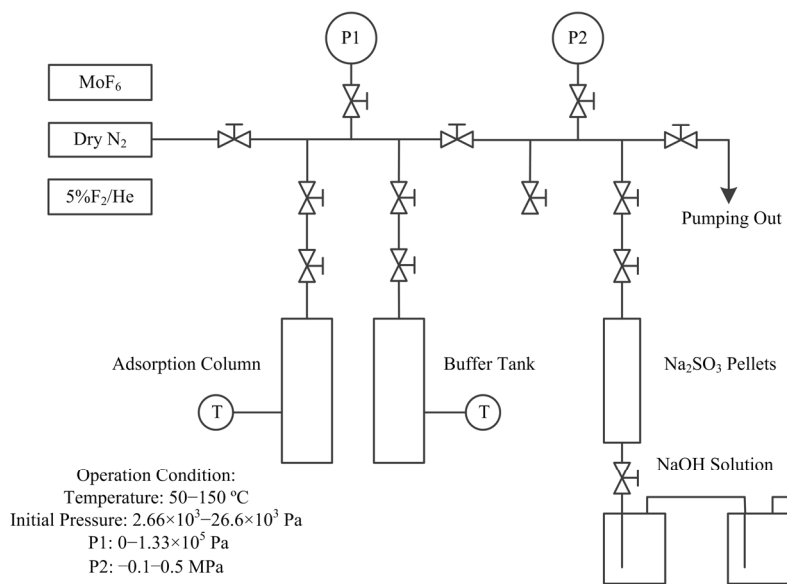 P1
P2
MoF₆
Dry N₂
5%F₂/He
Pumping Out
Adsorption Column
Buffer Tank
Na₂SO₃ Pellets
T
T
NaOH Solution
Operation Condition:
Temperature: 50−150 ºC
Initial Pressure: 2.66×10³−26.6×10³ Pa
P1: 0−1.33×10⁵ Pa
P2: −0.1−0.5 MPa